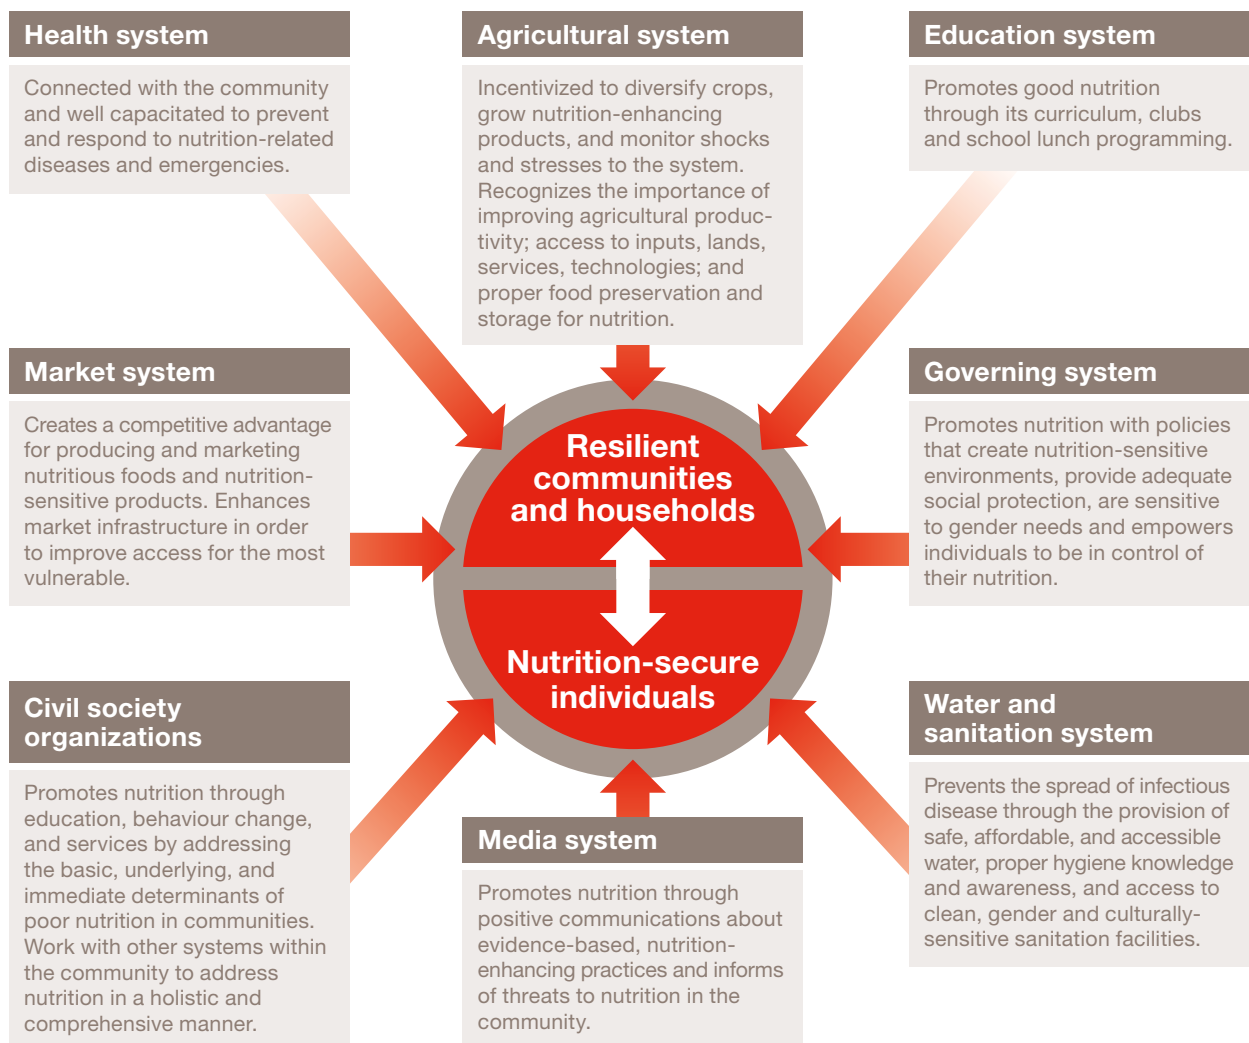 Health system
Connected with the community
and well capacitated to prevent
and respond to nutrition-related
diseases and emergencies.
Agricultural system
Incentivized to diversify crops,
grow nutrition-enhancing
products, and monitor shocks
and stresses to the system.
Recognizes the importance of
improving agricultural produc-
tivity; access to inputs, lands,
services, technologies; and
proper food preservation and
storage for nutrition.
Education system
Promotes good nutrition
through its curriculum, clubs
and school lunch programming.
Market system
Creates a competitive advantage
for producing and marketing
nutritious foods and nutrition-
sensitive products. Enhances
market infrastructure in order
to improve access for the most
vulnerable.
Resilient
communities
and households
Nutrition-secure
individuals
Governing system
Promotes nutrition with policies
that create nutrition-sensitive
environments, provide adequate
social protection, are sensitive
to gender needs and empowers
individuals to be in control of
their nutrition.
Civil society
organizations
Promotes nutrition through
education, behaviour change,
and services by addressing
the basic, underlying, and
immediate determinants of
poor nutrition in communities.
Work with other systems within
the community to address
nutrition in a holistic and
comprehensive manner.
Media system
Promotes nutrition through
positive communications about
evidence-based, nutrition-
enhancing practices and informs
of threats to nutrition in the
community.
Water and
sanitation system
Prevents the spread of infectious
disease through the provision of
safe, affordable, and accessible
water, proper hygiene knowledge
and awareness, and access to
clean, gender and culturally-
sensitive sanitation facilities.